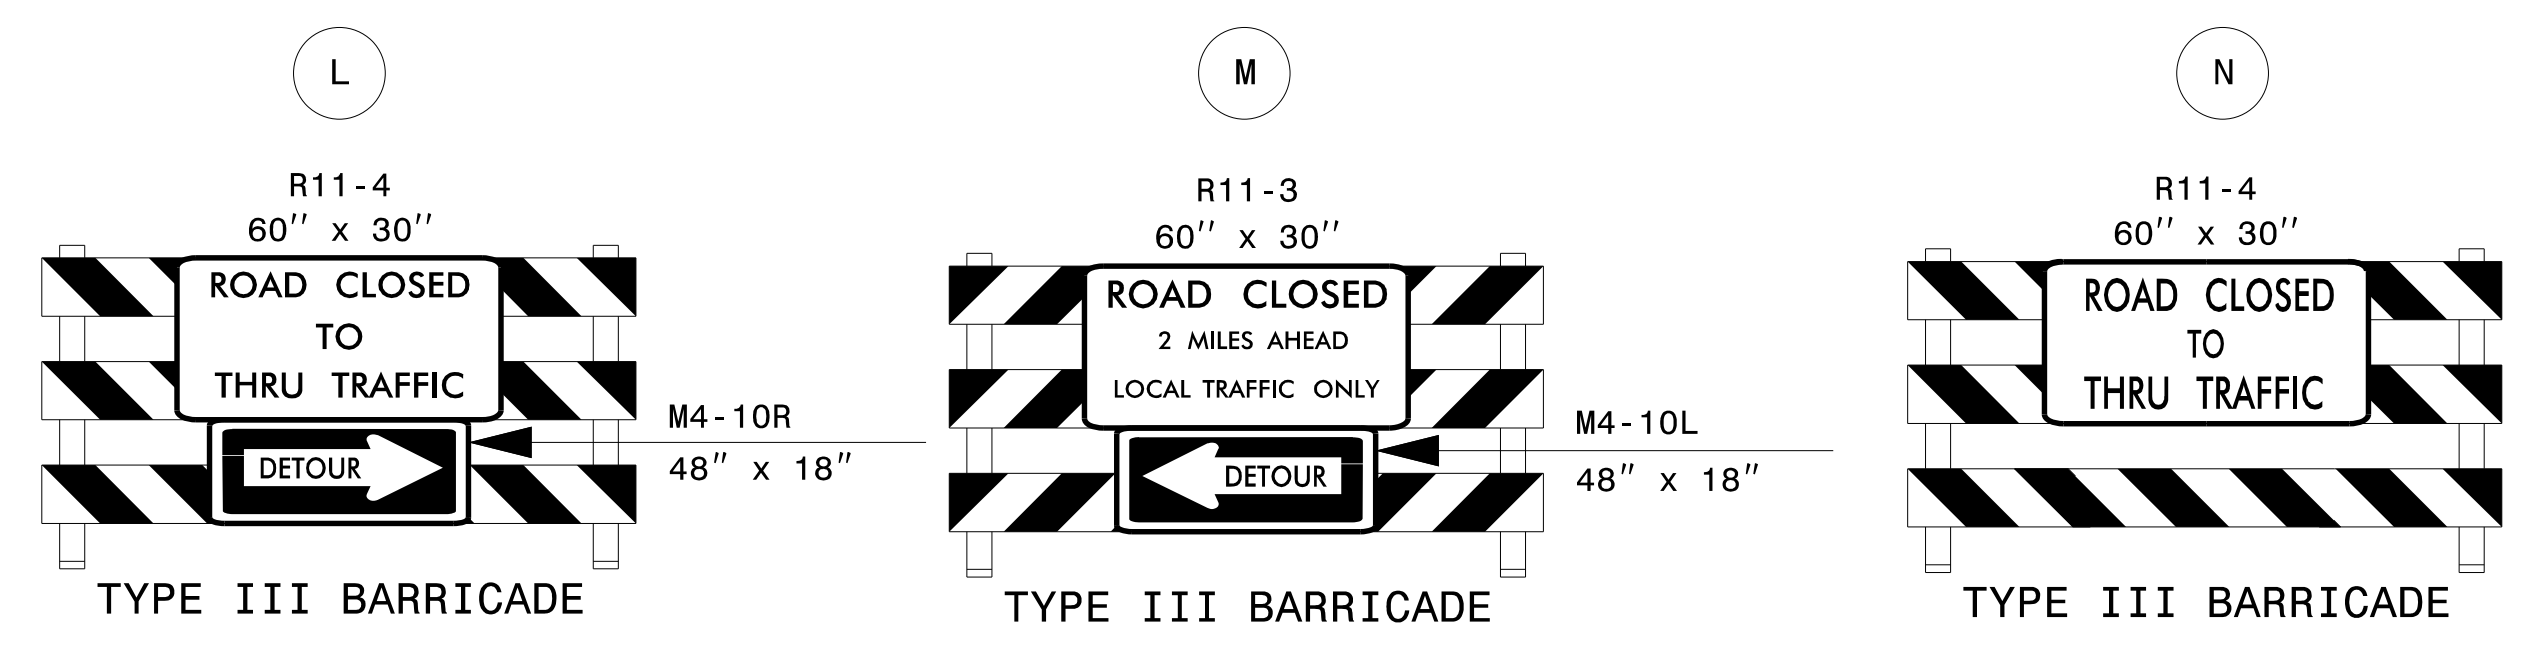 L
R11-4
60" x 30"
ROAD CLOSED
TO
THRU TRAFFIC
DETOUR
M4-10R
48" x 18"
TYPE III BARRICADE
M
R11-3
60" x 30"
ROAD CLOSED
2 MILES AHEAD
LOCAL TRAFFIC ONLY
DETOUR
M4-10L
48" x 18"
TYPE III BARRICADE
N
R11-4
60" x 30"
ROAD CLOSED
TO
THRU TRAFFIC
TYPE III BARRICADE